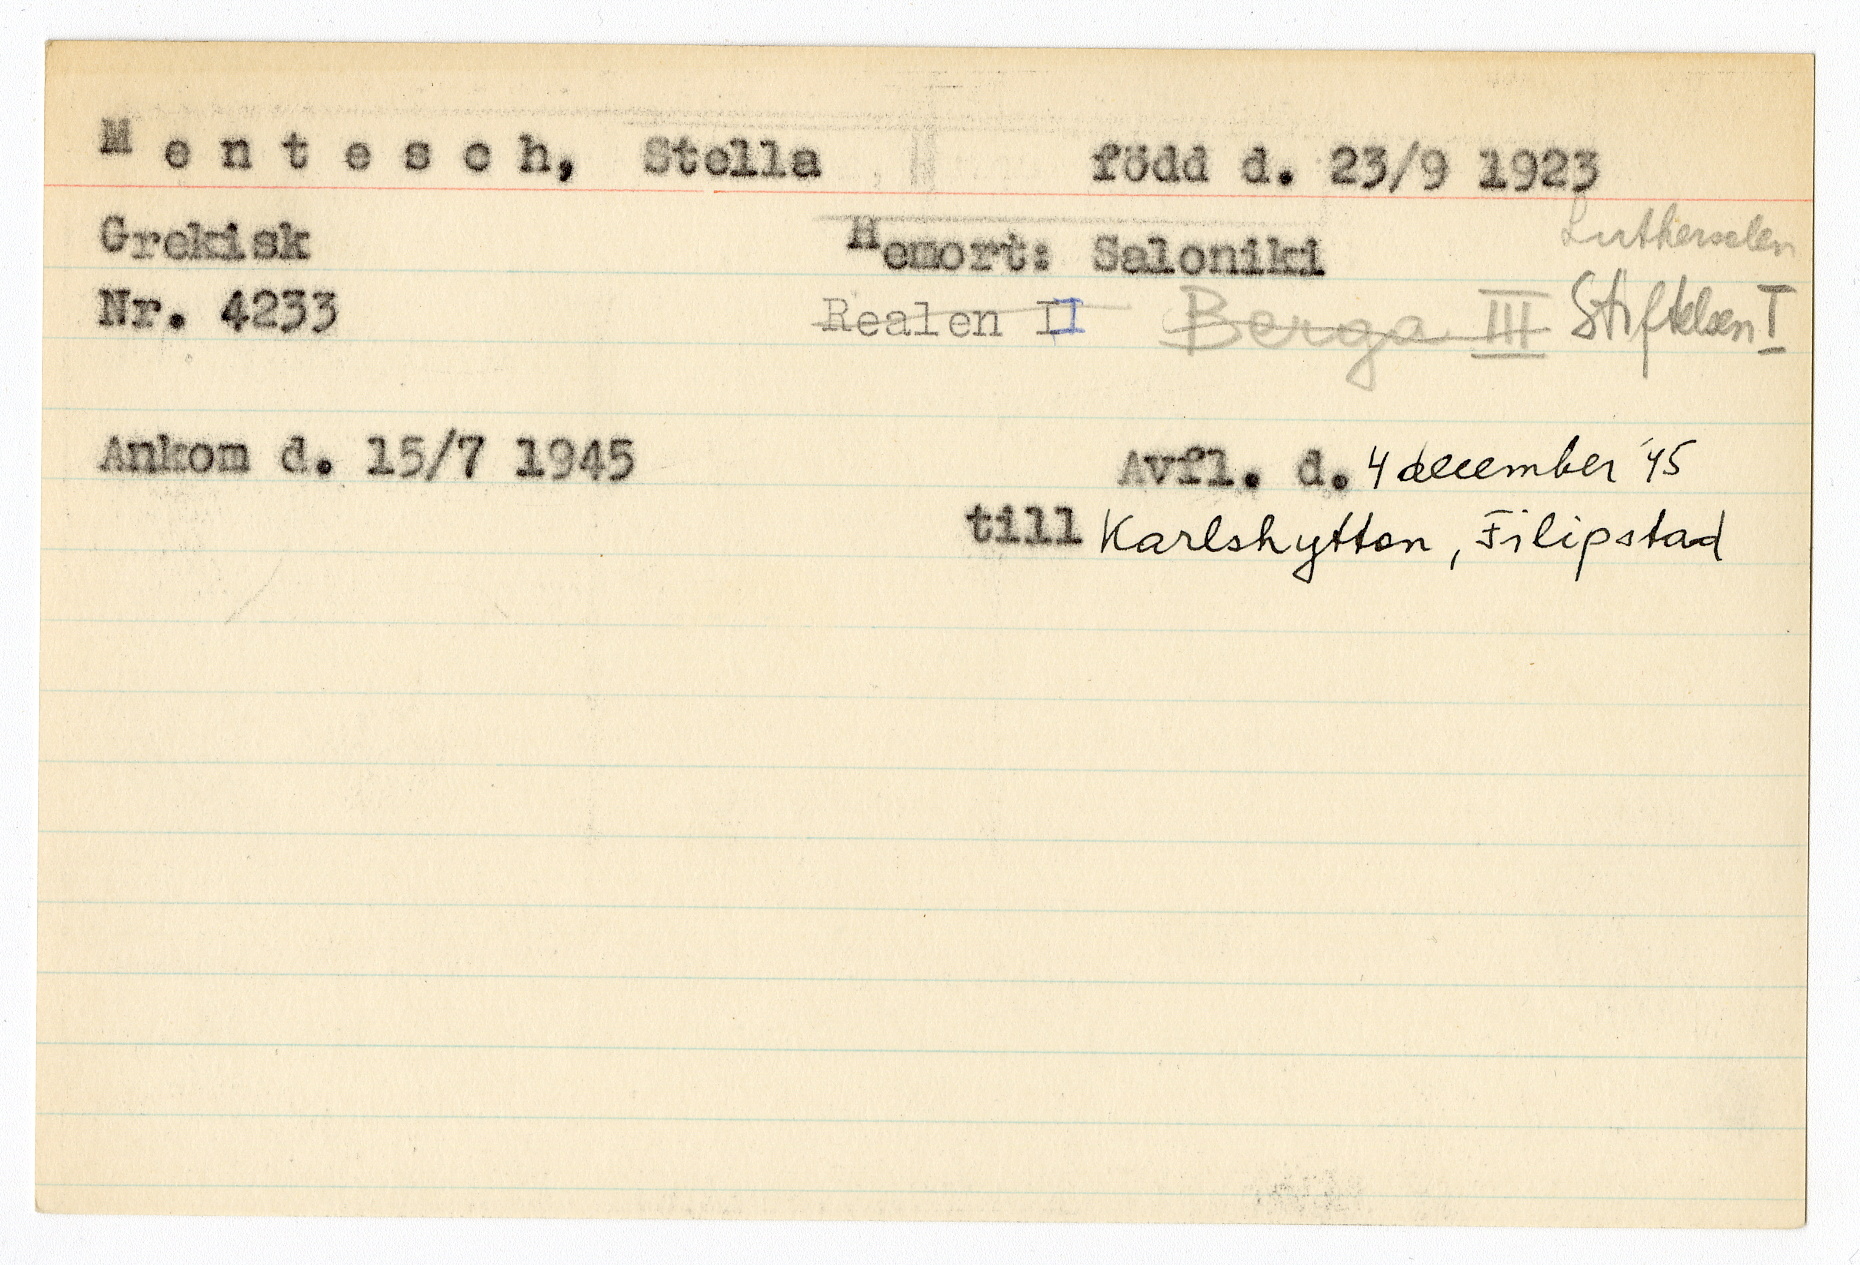 M e n t e s c h, Stella född d. 23/9 1923
Grekisk Hemort: Saloniki Luthersalen
Nr. 4233 Realen II Berga III Stiftelsen I
Ankom d. 15/7 1945 Avfl. d. 4 december '45
till Karlshyttan, Filipstad